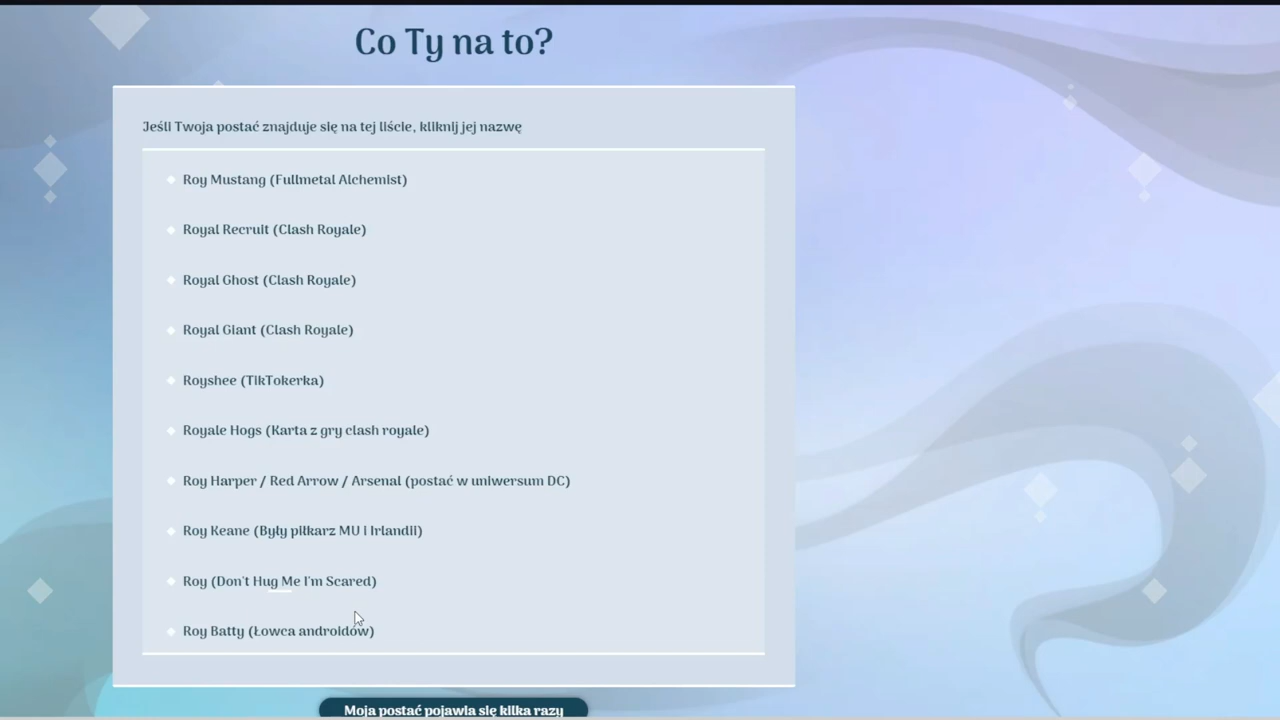 Co Ty na to?
Jeśli Twoja postać znajduje się na tej liście, kliknij jej nazwę
Roy Mustang (Fullmetal Alchemist)
Royal Recruit (Clash Royale)
Royal Ghost (Clash Royale)
Royal Giant (Clash Royale)
Royshee (TikTokerka)
Royale Hogs (Karta z gry clash royale)
Roy Harper / Red Arrow / Arsenal (postać w uniwersum DC)
Roy Keane (Były piłkarz MU i Irlandii)
Roy (Don't Hug Me I'm Scared)
Roy Batty (Łowca androidów)
Moja postać pojawia się kilka razy